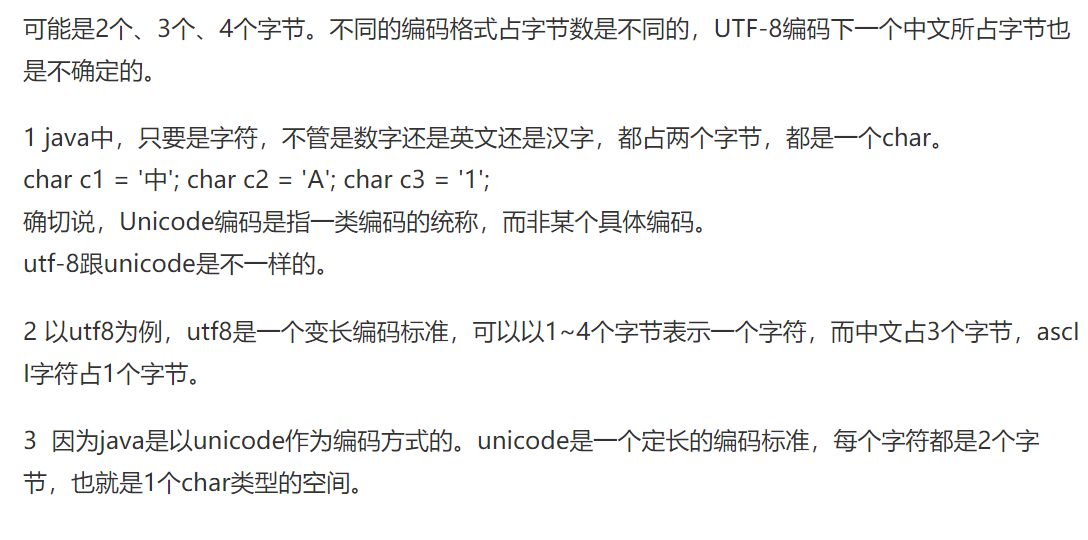 可能是2个、3个、4个字节。不同的编码格式占字节数是不同的，UTF-8编码下一个中文所占字节也
是不确定的。
1 java中，只要是字符，不管是数字还是英文还是汉字，都占两个字节，都是一个char。
char c1 = '中'; char c2 = 'A'; char c3 = '1';
确切说，Unicode编码是指一类编码的统称，而非某个具体编码。
utf-8跟unicode是不一样的。
2 以utf8为例，utf8是一个变长编码标准，可以以1~4个字节表示一个字符，而中文占3个字节，ascI
I字符占1个字节。
3  因为java是以unicode作为编码方式的。unicode是一个定长的编码标准，每个字符都是2个字
节，也就是1个char类型的空间。